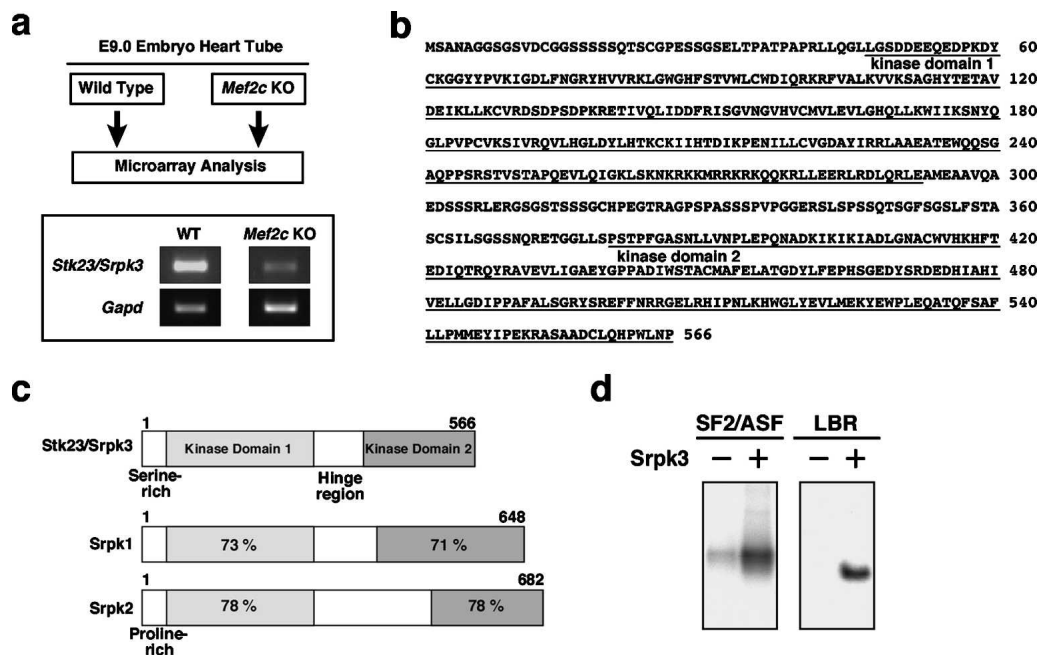 a
E9.0 Embryo Heart Tube
Wild Type
Mef2c KO
Microarray Analysis
WT
Mef2c KO
Stk23/Srpk3
Gapd
b
MSANAGGSGSVDCGGSSSSSQTSCGPESSGSELTPATPAPRLLQGLLGSDDEEQEDPKDY 60
kinase domain 1
CKGGYYPVKIGDLFNGRYHVVRKLGWGHFSTVWLCWDIQRKRFVALKVVKSAGHYTETAV 120
DEIKLLKCVRDSDPSDPKRETIVQLIDDFRISGVNGVHVCMVLEVLGHQLLKWIIKSNYQ 180
GLPVPCVKSIVRQVLHGLDYLHTKCKIIHTDIKPENILLCVGDAYIRRLAAEATEWQQSG 240
AQPPSRSTVSTAPQEVLQIGKLSKNKRKKMRRKRKQQKRLLEERLRDLQRLEAMEAAVQA 300
EDSSSRLERGSGSTSSSGCHPEGTRAGPSPASSSPVPGGERSLSPSSQTSGFSGSLFSTA 360
SCSILSGSSNQRETGGLLSPSTPFGASNLLVNPLEPQNADKIKIKIADLGNACWVHKHFT 420
kinase domain 2
EDIQTRQYRAVEVLIGAEYGPPADIWSTACMAFELATGDYLFEPHSGEDYSRDEDHIAHI 480
VELLGDIPPAFALSGRYSREFFNRRGELRHIPNLKHWGLYEVLMEKYEWPLEQATQFSAF 540
LLPMMEYIPEKRASAADCLQHPWLNP 566
c
1
566
Stk23/Srpk3
Kinase Domain 1
Kinase Domain 2
Serine-
rich
Hinge
region
1
648
Srpk1
73 %
71 %
682
1
Srpk2
78 %
78 %
Proline-
rich
d
SF2/ASF
LBR
Srpk3
− + − +